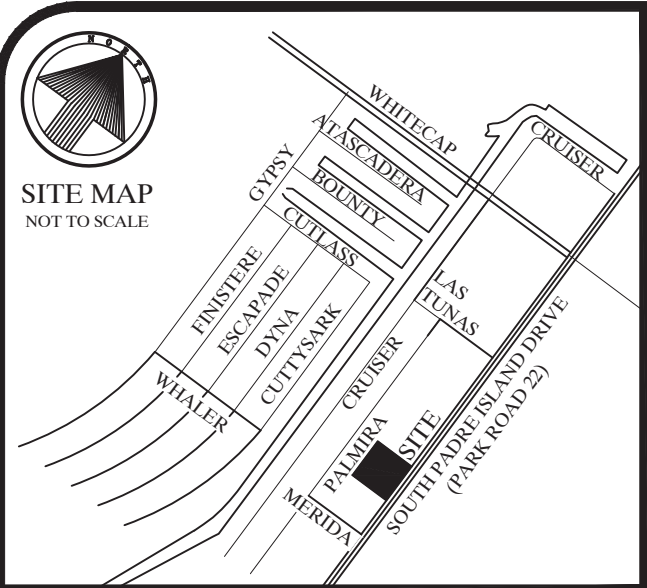 NORTH
SITE MAP
NOT TO SCALE
WHITECAP
CRUISER
ATASCADERA
GYPSY
BOUNTY
CUTLASS
FINISTERE
ESCAPADE
DYNA
CUTTYSARK
WHALER
LAS
TUNAS
CRUISER
PALMIRA
SITE
MERIDA
SOUTH PADRE ISLAND DRIVE
(PARK ROAD 22)